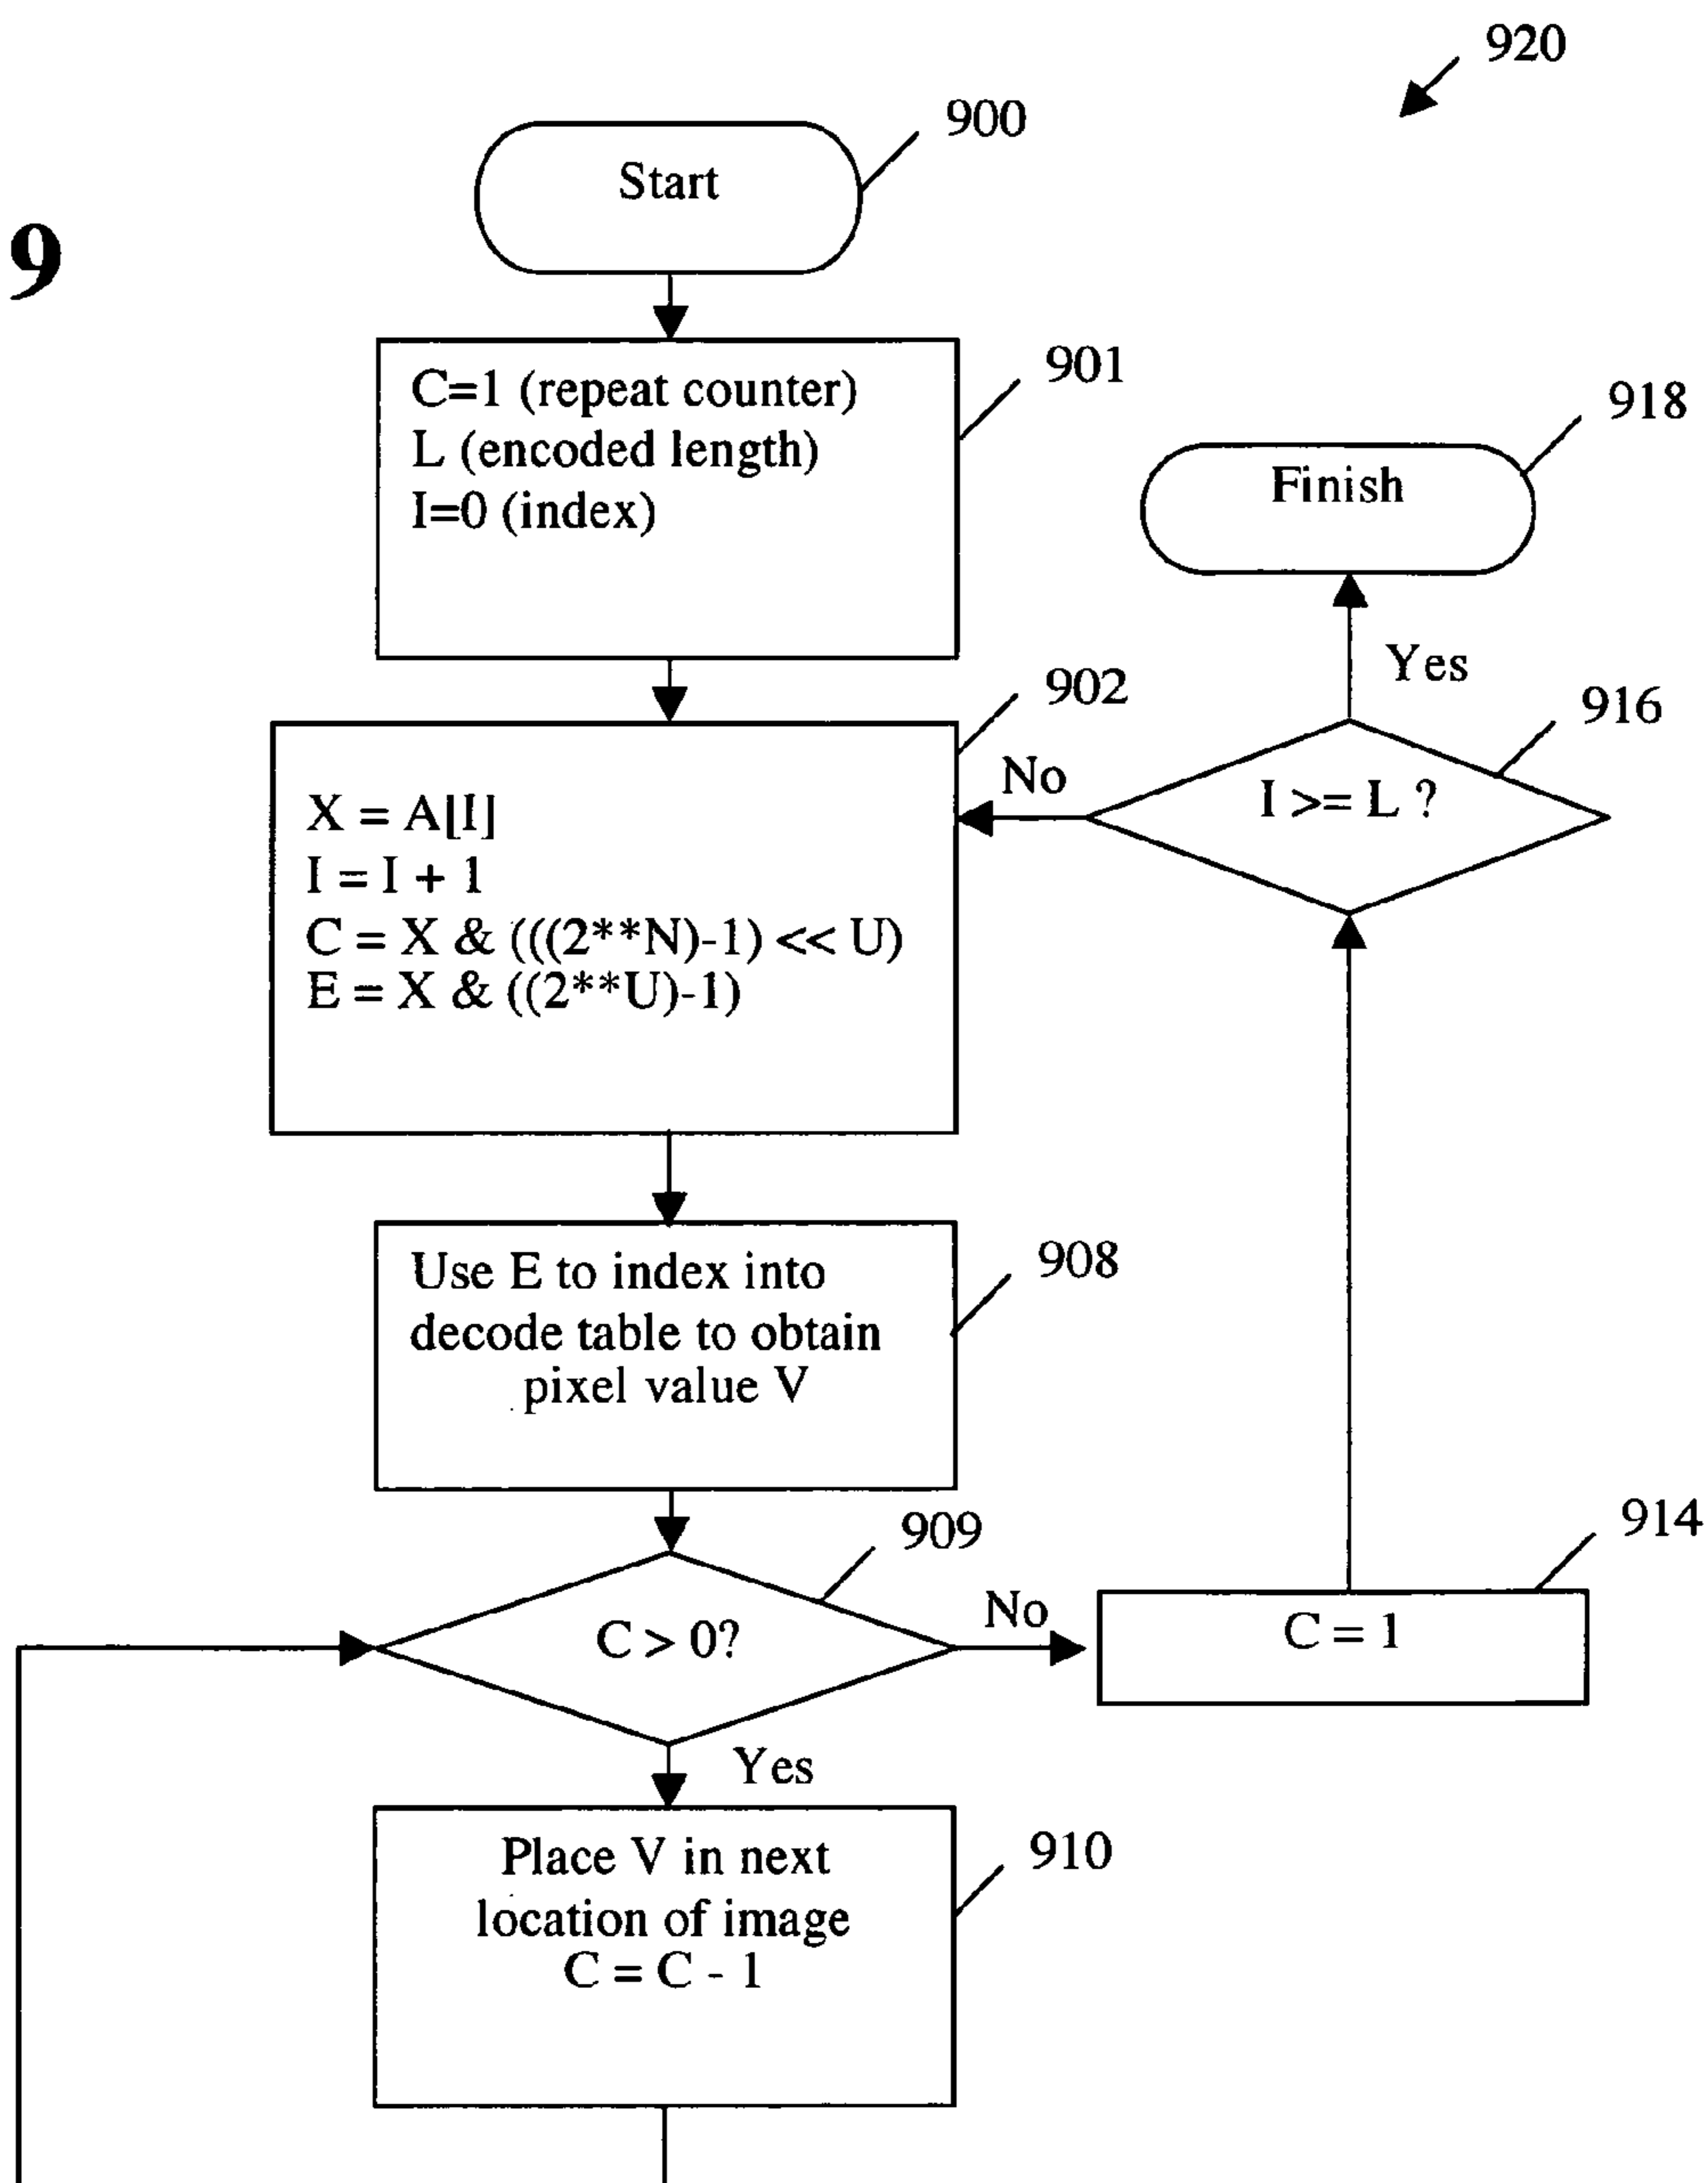 920
900
Start
9
901
C=1 (repeat counter)
L (encoded length)
I=0 (index)
918
Finish
Yes
902
916
X = A[I]
I = I + 1
C = X & (((2**N)-1) << U)
E = X & ((2**U)-1)
No
I >= L ?
908
Use E to index into
decode table to obtain
pixel value V
909
C > 0?
No
914
C = 1
Yes
910
Place V in next
location of image
C = C - 1